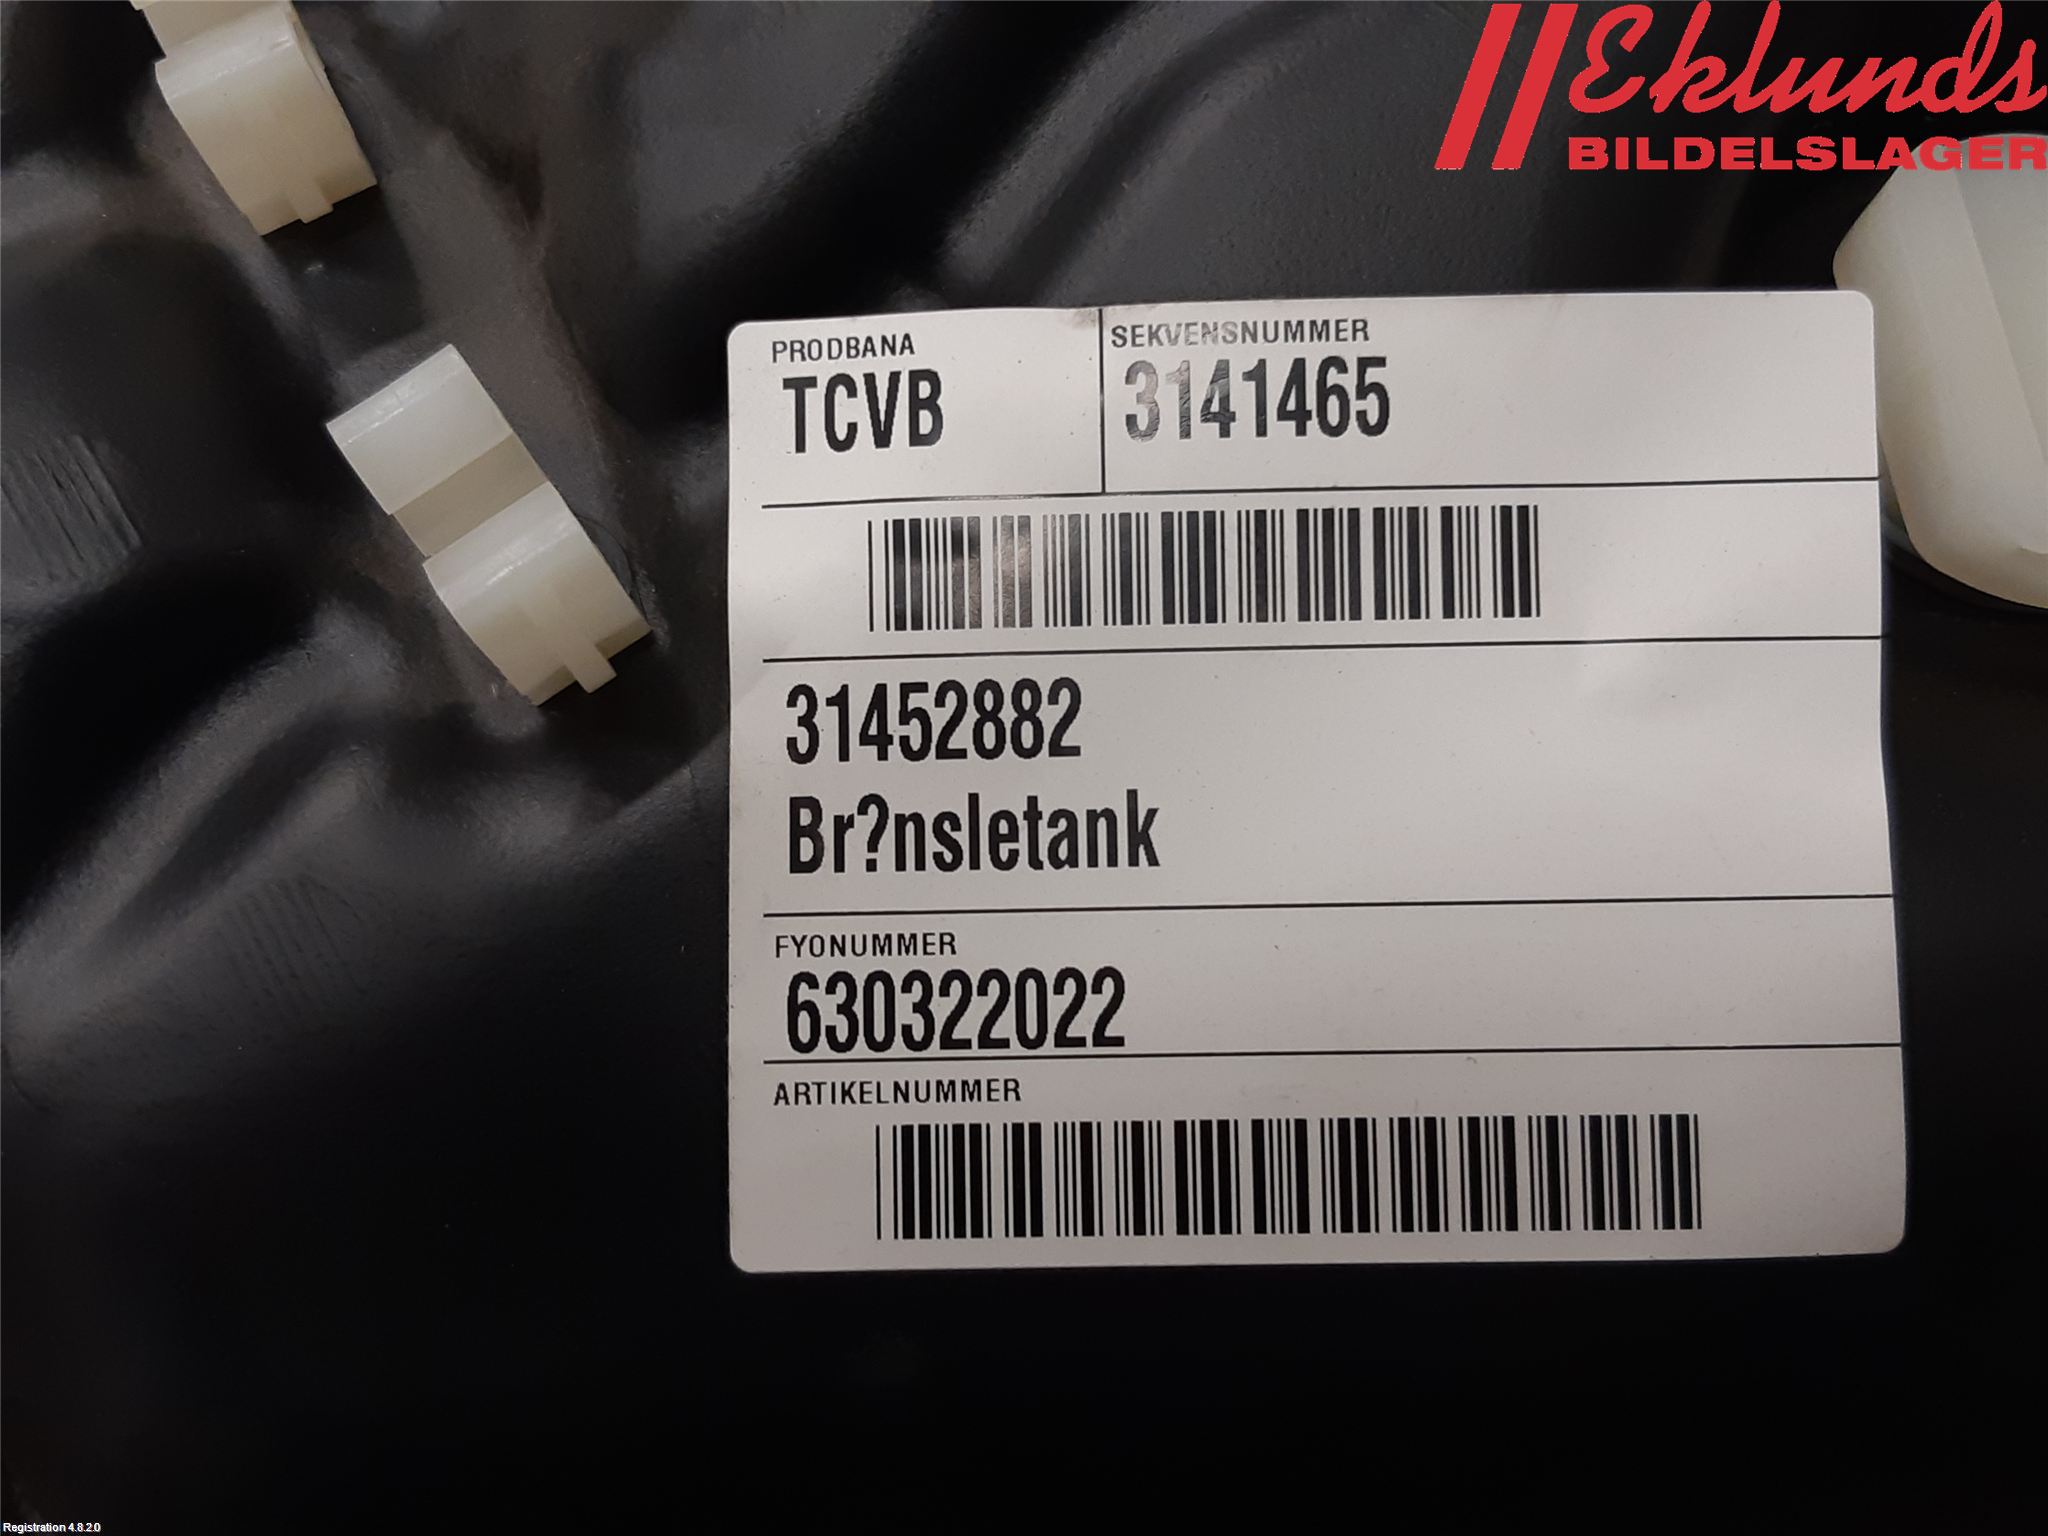 Eklunds
BILDELSLAGER
PRODBANA
TCVB
SEKVENSNUMMER
3141465
31452882
Br?nsletank
FYONUMMER
630322022
ARTIKELNUMMER
Registration 4.8.2.0